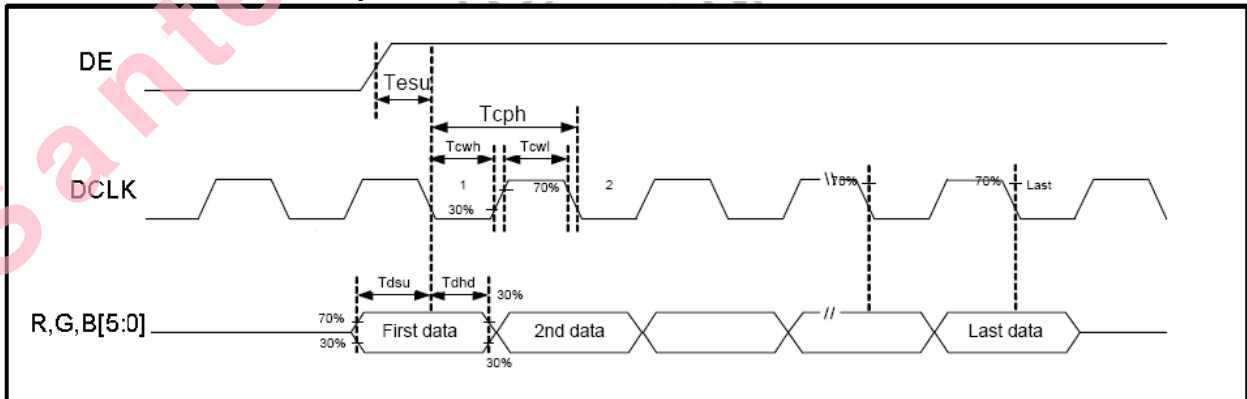 DE
Tesu
Tcph
Tcwh
Tcwl
DCLK
1
70%
2
\\ 70%
70%
Last
30%
Tdsu
Tdhd
30%
R,G,B[5:0]
70%
First data
2nd data
//
Last data
30%
30%
Santo